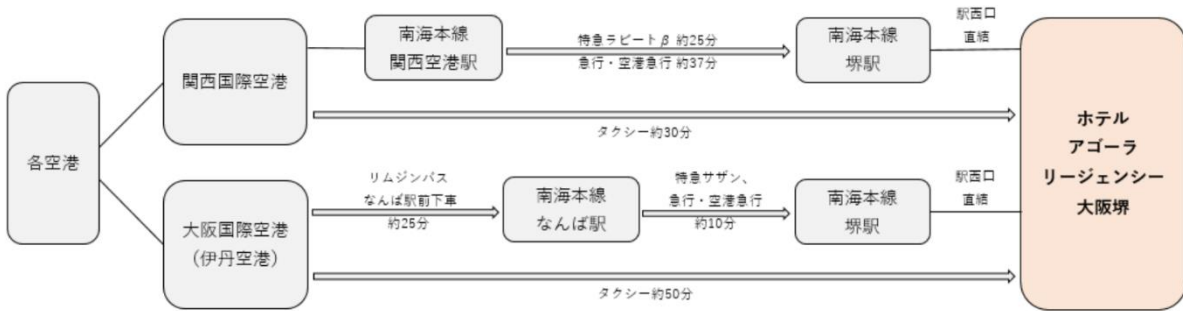 各空港
関西国際空港
南海本線
関西空港駅
特急ラピートβ 約25分
急行・空港急行 約37分
南海本線
堺駅
駅西口
直結
タクシー約30分
大阪国際空港
(伊丹空港)
リムジンバス
なんば駅前下車
約25分
南海本線
なんば駅
特急サザン、
急行・空港急行
約10分
南海本線
堺駅
駅西口
直結
タクシー約50分
ホテル
アゴーラ
リージェンシー
大阪堺